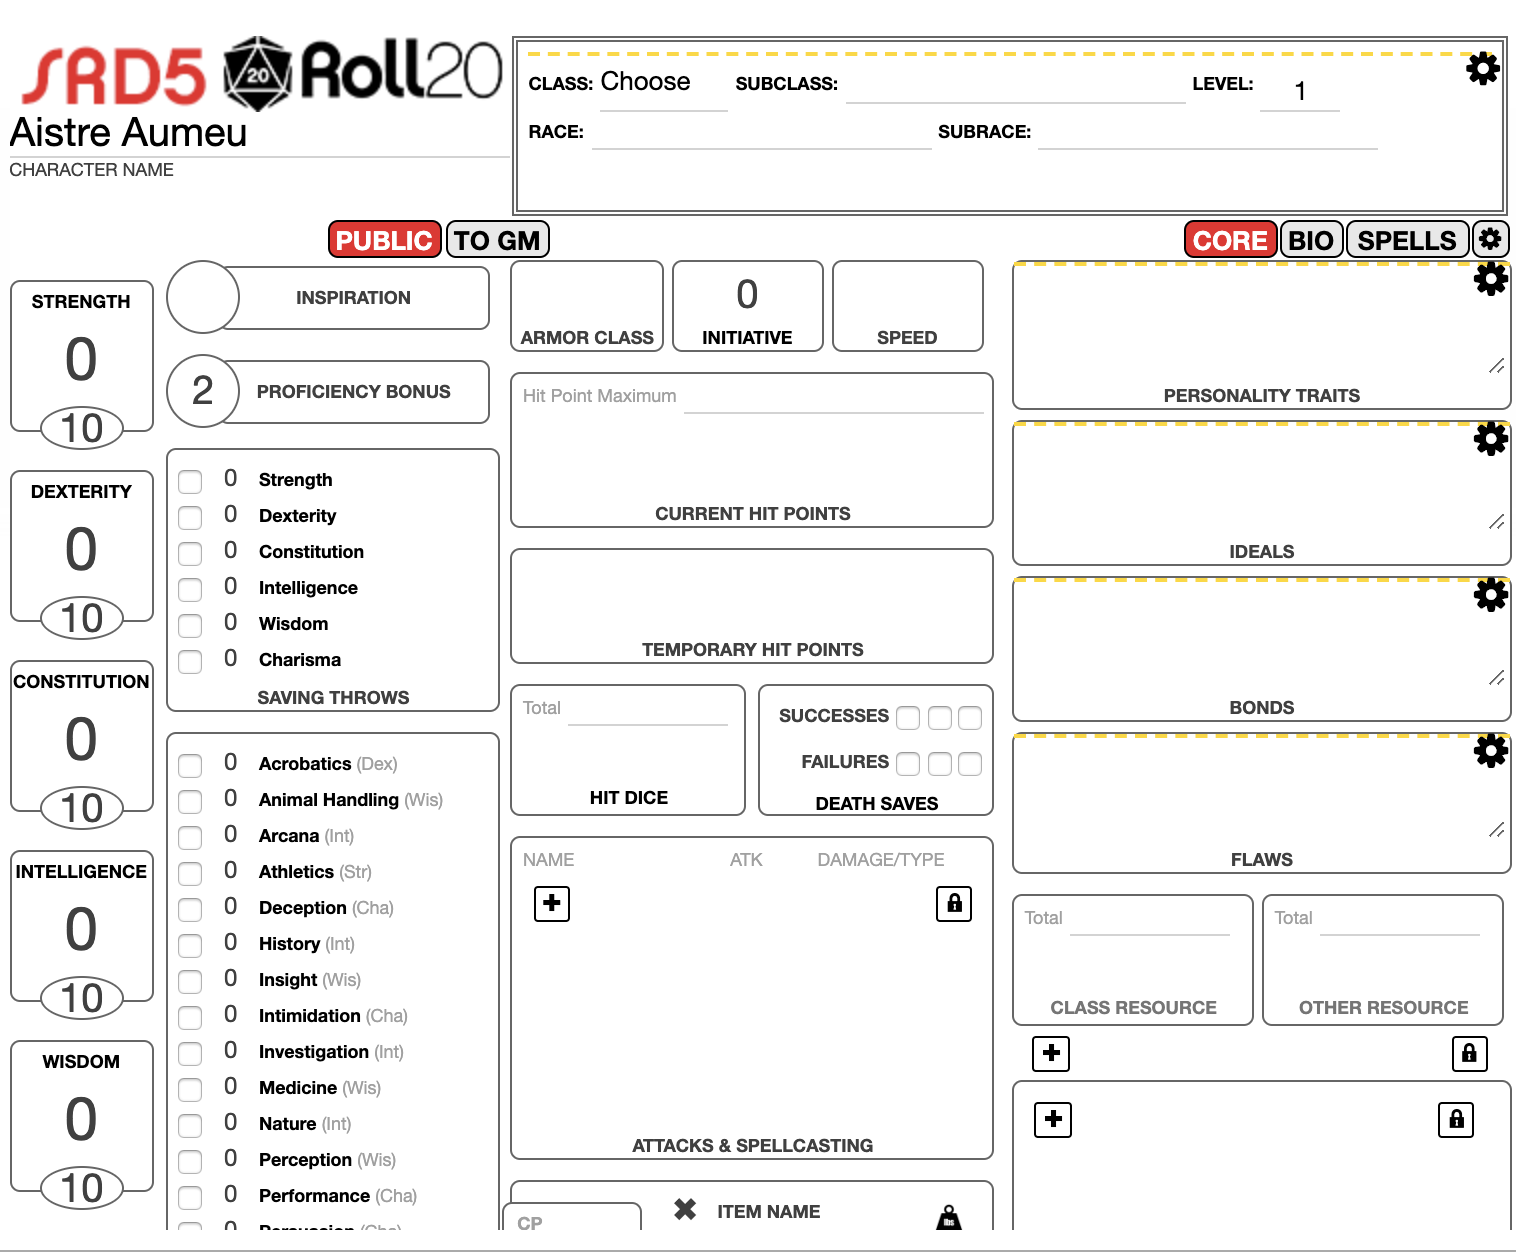 SRD5 20 Roll20
Aistre Aumeu
CHARACTER NAME
CLASS: Choose SUBCLASS: LEVEL: 1
RACE: SUBRACE:
PUBLIC TO GM
CORE BIO SPELLS
STRENGTH
0
10
DEXTERITY
0
10
CONSTITUTION
0
10
INTELLIGENCE
0
10
WISDOM
0
10
INSPIRATION
2 PROFICIENCY BONUS
0 Strength
0 Dexterity
0 Constitution
0 Intelligence
0 Wisdom
0 Charisma
SAVING THROWS
0 Acrobatics (Dex)
0 Animal Handling (Wis)
0 Arcana (Int)
0 Athletics (Str)
0 Deception (Cha)
0 History (Int)
0 Insight (Wis)
0 Intimidation (Cha)
0 Investigation (Int)
0 Medicine (Wis)
0 Nature (Int)
0 Perception (Wis)
0 Performance (Cha)
0 Persuasion (Cha)
ARMOR CLASS
0
INITIATIVE
SPEED
Hit Point Maximum
CURRENT HIT POINTS
TEMPORARY HIT POINTS
Total
HIT DICE
SUCCESSES
FAILURES
DEATH SAVES
NAME ATK DAMAGE/TYPE
ATTACKS & SPELLCASTING
CP
ITEM NAME
lbs
PERSONALITY TRAITS
IDEALS
BONDS
FLAWS
Total
CLASS RESOURCE
Total
OTHER RESOURCE